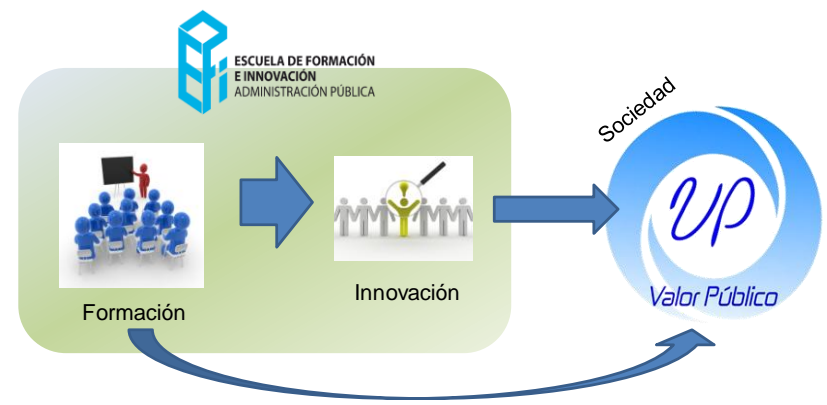 ESCUELA DE FORMACIÓN
E INNOVACIÓN
ADMINISTRACIÓN PÚBLICA
Sociedad
Formación
Innovación
VP
Valor Público